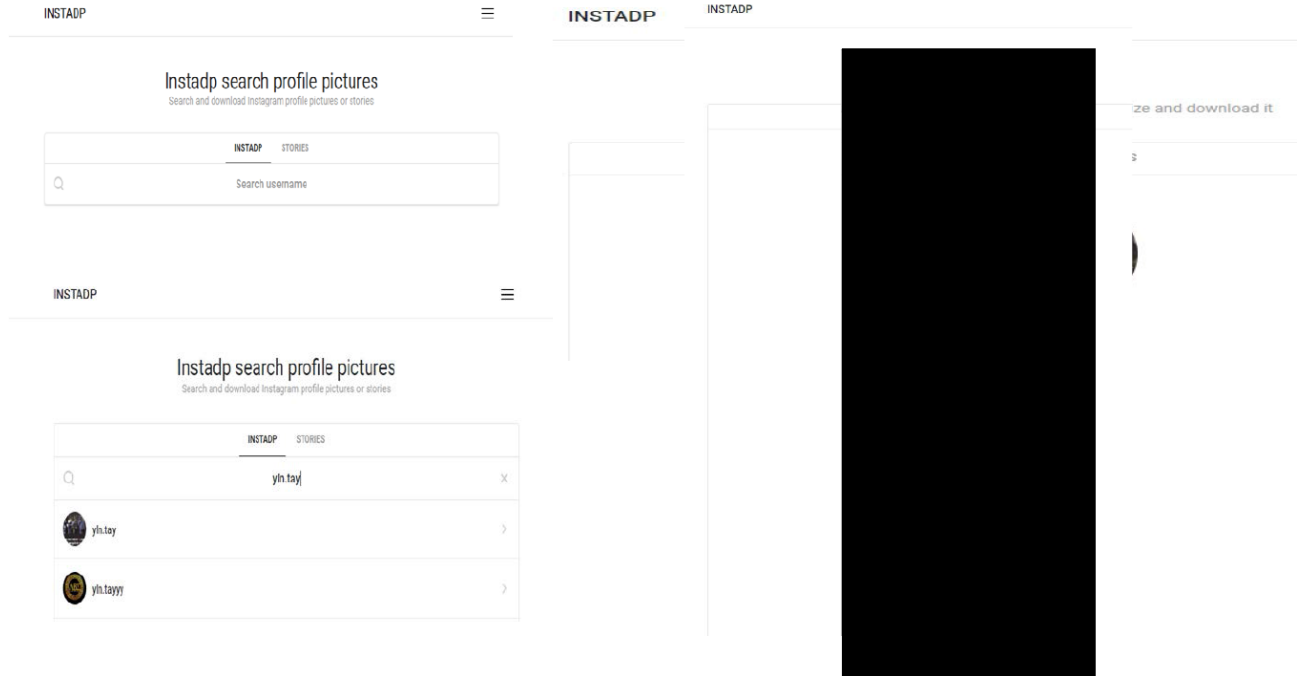 INSTADP
Instadp search profile pictures
Search and download Instagram profile pictures or stories
INSTADP STORIES
Search username
INSTADP
Instadp search profile pictures
Search and download Instagram profile pictures or stories
INSTADP STORIES
yln.tay X
yln.tay
yln.tayyy
INSTADP
INSTADP
ze and download it
s